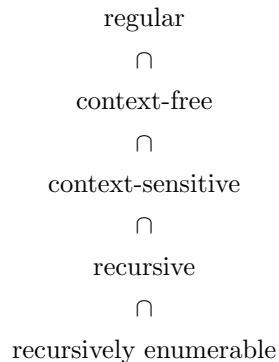 regular
∩
context-free
∩
context-sensitive
∩
recursive
∩
recursively enumerable